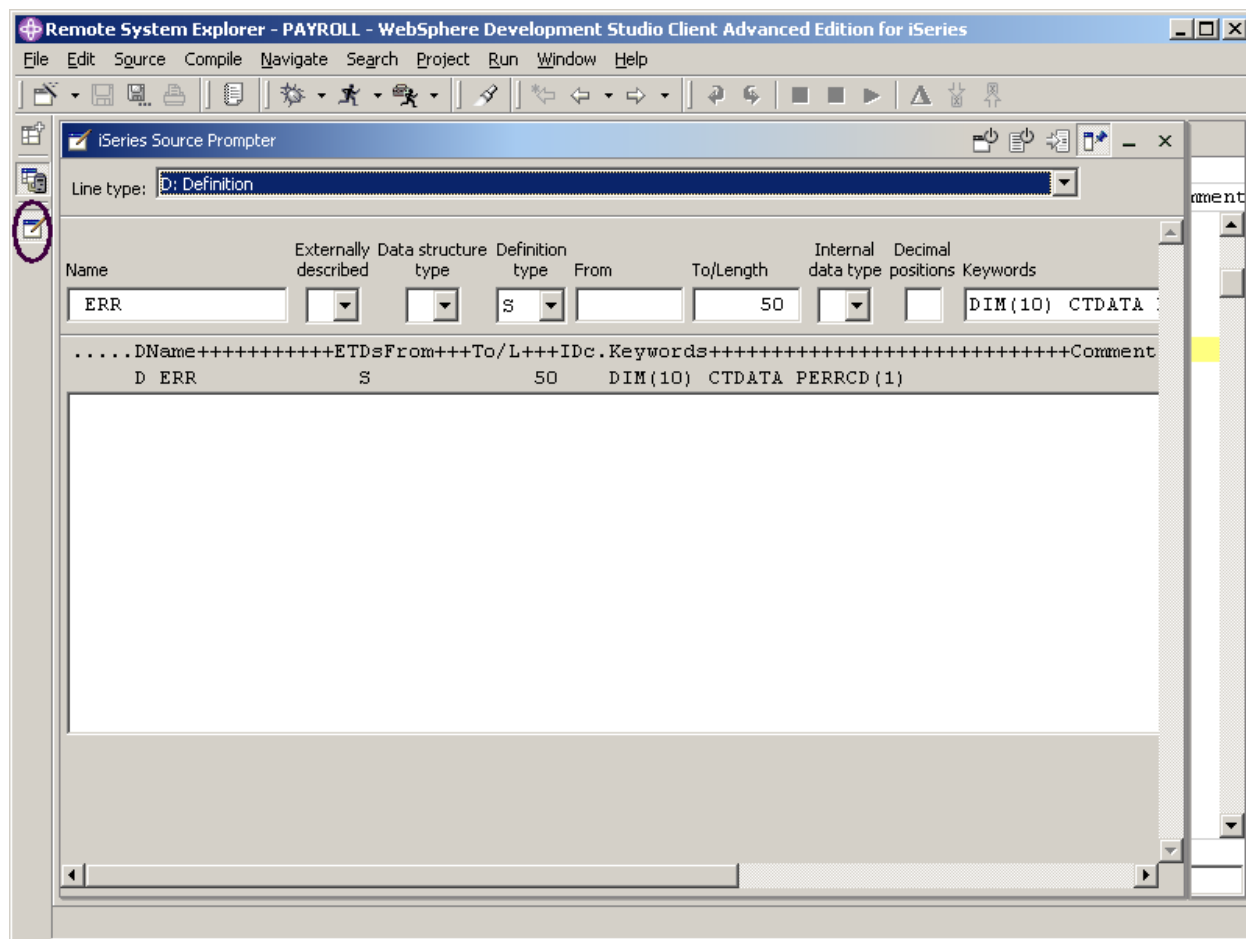 Remote System Explorer - PAYROLL - WebSphere Development Studio Client Advanced Edition for iSeries
File Edit Source Compile Navigate Search Project Run Window Help
iSeries Source Prompter
Line type: D: Definition
mment
Externally Data structure Definition Internal Decimal
Name described type type From To/Length data type positions Keywords
ERR S 50 DIM(10) CTDATA
.....DName+++++++++++ETDsFrom+++To/L+++IDc.Keywords+++++++++++++++++++++++++++++Comment
D ERR S 50 DIM(10) CTDATA PERRCD(1)